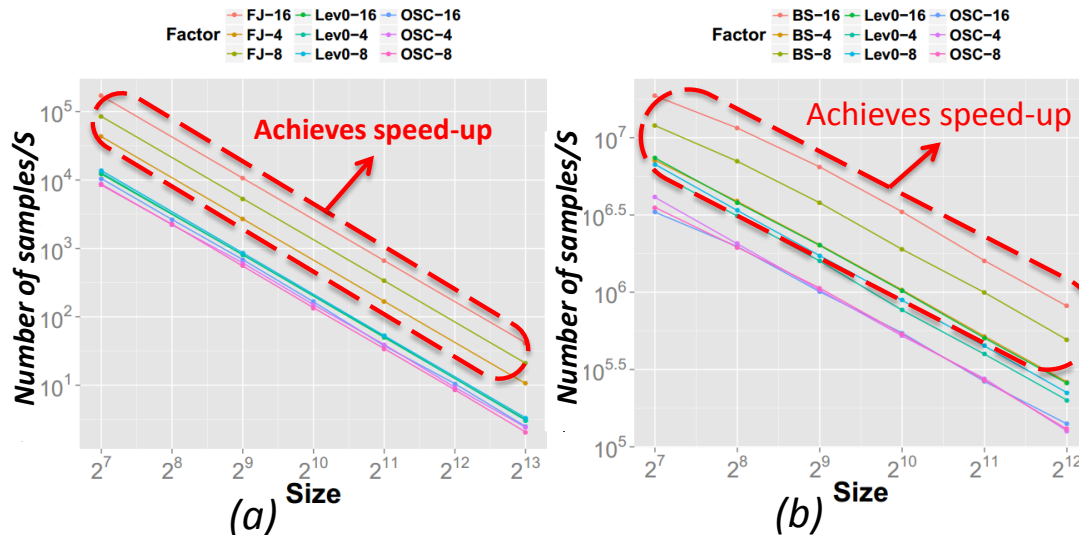 FJ−16 Lev0−16 OSC−16
Factor FJ−4 Lev0−4 OSC−4
FJ−8 Lev0−8 OSC−8
Number of samples/S
10^5
10^4
10^3
10^2
10^1
Achieves speed-up
2^7 2^8 2^9 2^10 2^11 2^12 2^13
Size
(a)
BS−16 Lev0−16 OSC−16
Factor BS−4 Lev0−4 OSC−4
BS−8 Lev0−8 OSC−8
Number of samples/S
10^7
10^6.5
10^6
10^5.5
10^5
Achieves speed-up
2^7 2^8 2^9 2^10 2^11 2^12
Size
(b)